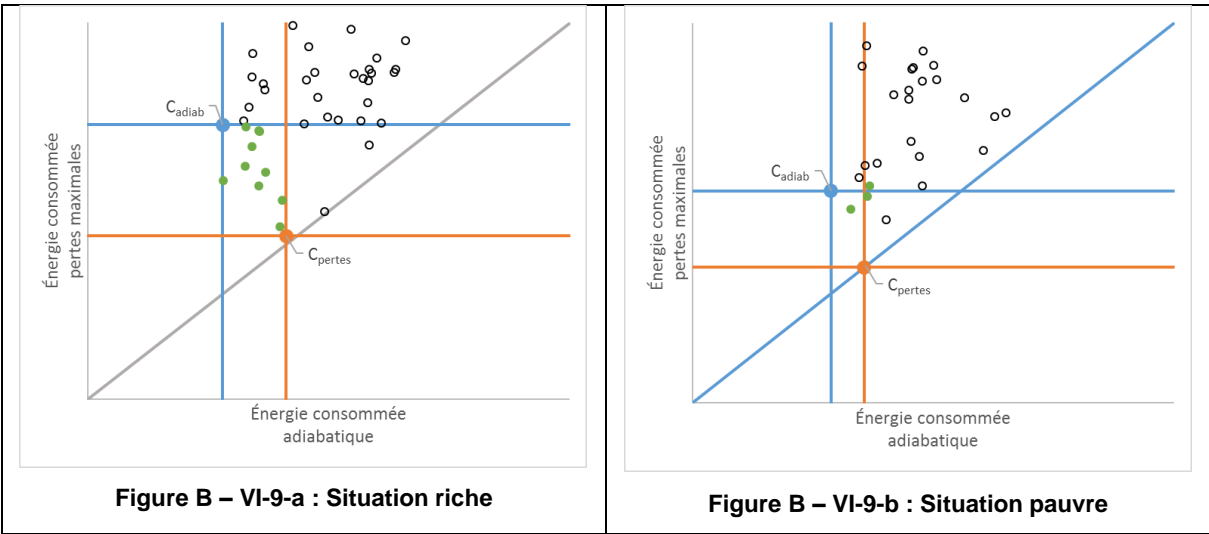 Énergie consommée
pertes maximales
C_adiab
C_pertes
Énergie consommée
adiabatique
Figure B – VI-9-a : Situation riche
Énergie consommée
pertes maximales
C_adiab
C_pertes
Énergie consommée
adiabatique
Figure B – VI-9-b : Situation pauvre